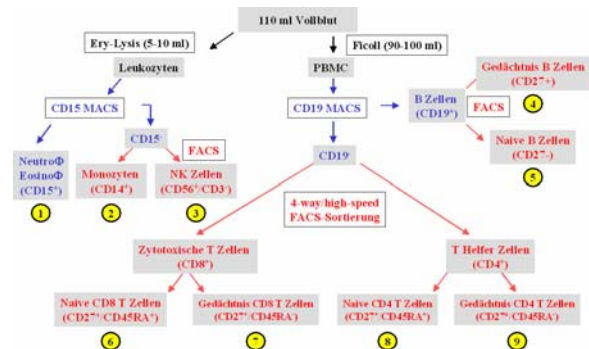 110 ml Vollblut
Ery-Lysis (5-10 ml)
Ficoll (90-100 ml)
Leukozyten
PBMC
Gedächtnis B Zellen
(CD27+)
4
CD15 MACS
CD19 MACS
B Zellen
(CD19⁺)
FACS
CD15⁻
FACS
Naive B Zellen
(CD27-)
5
NeutroΦ
EosinoΦ
(CD15⁺)
1
Monozyten
(CD14⁺)
2
NK Zellen
(CD56⁺/CD3⁻)
3
CD19
4-way/high-speed
FACS-Sortierung
Zytotoxische T Zellen
(CD8⁺)
T Helfer Zellen
(CD4⁺)
Naive CD8 T Zellen
(CD27⁺/CD45RA⁺)
6
Gedächtnis CD8 T Zellen
(CD27⁺/CD45RA⁻)
7
Naive CD4 T Zellen
(CD27⁺/CD45RA⁺)
8
Gedächtnis CD4 T Zellen
(CD27⁺/CD45RA⁻)
9